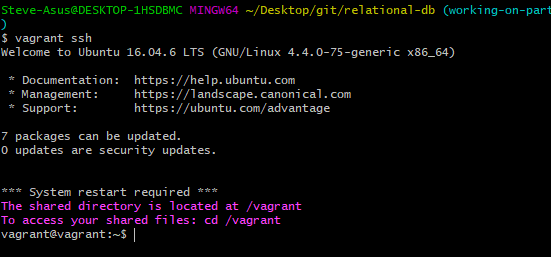 Steve-Asus@DESKTOP-1HSDBMC MINGW64 ~/Desktop/git/relational-db (working-on-part
)
$ vagrant ssh
Welcome to Ubuntu 16.04.6 LTS (GNU/Linux 4.4.0-75-generic x86_64)
* Documentation:  https://help.ubuntu.com
* Management:     https://landscape.canonical.com
* Support:        https://ubuntu.com/advantage
7 packages can be updated.
0 updates are security updates.
*** System restart required ***
The shared directory is located at /vagrant
To access your shared files: cd /vagrant
vagrant@vagrant:~$